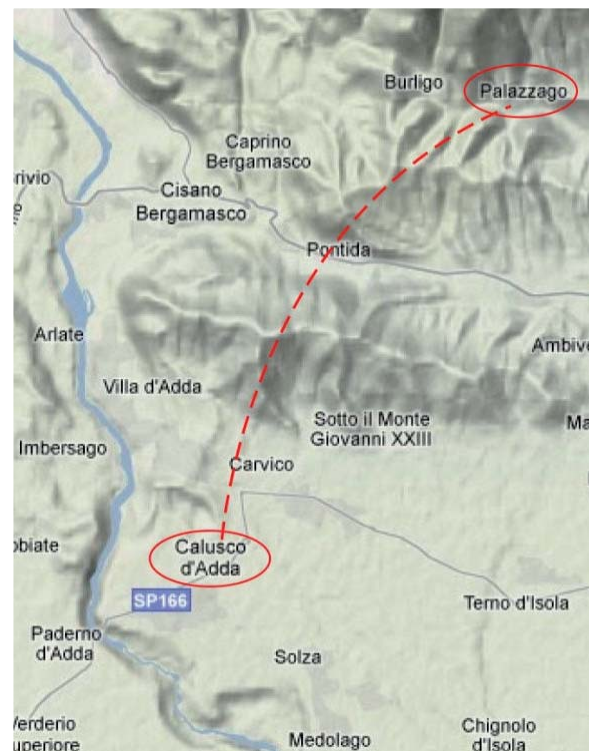 Burligo
Palazzago
Caprino
Bergamasco
Cisano
Bergamasco
Pontida
Arlate
Villa d'Adda
Sotto il Monte
Giovanni XXIII
Imbersago
Carvico
Calusco
d'Adda
SP166
Terno d'Isola
Paderno
d'Adda
Solza
Medolago
Chignolo
d'Isola